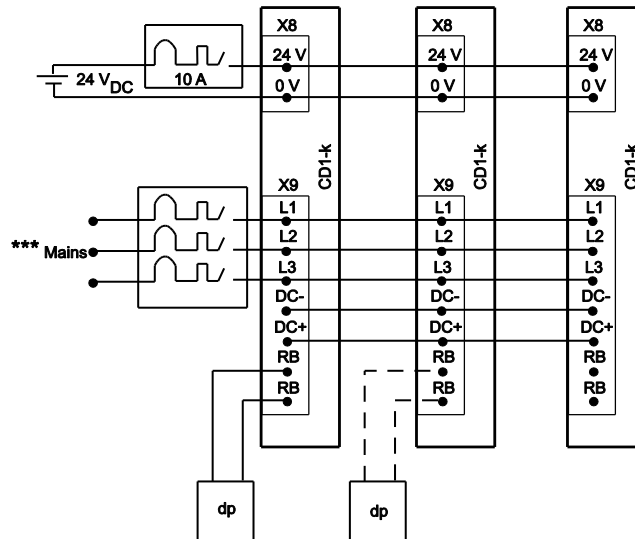 X8 X8 X8
24 V 24 V 24 V
24 V DC 10 A
0 V 0 V 0 V
CD1-k CD1-k CD1-k
X9 X9 X9
L1 L1 L1
L2 L2 L2
*** Mains
L3 L3 L3
DC- DC- DC-
DC+ DC+ DC+
RB RB RB
RB RB RB
dp dp